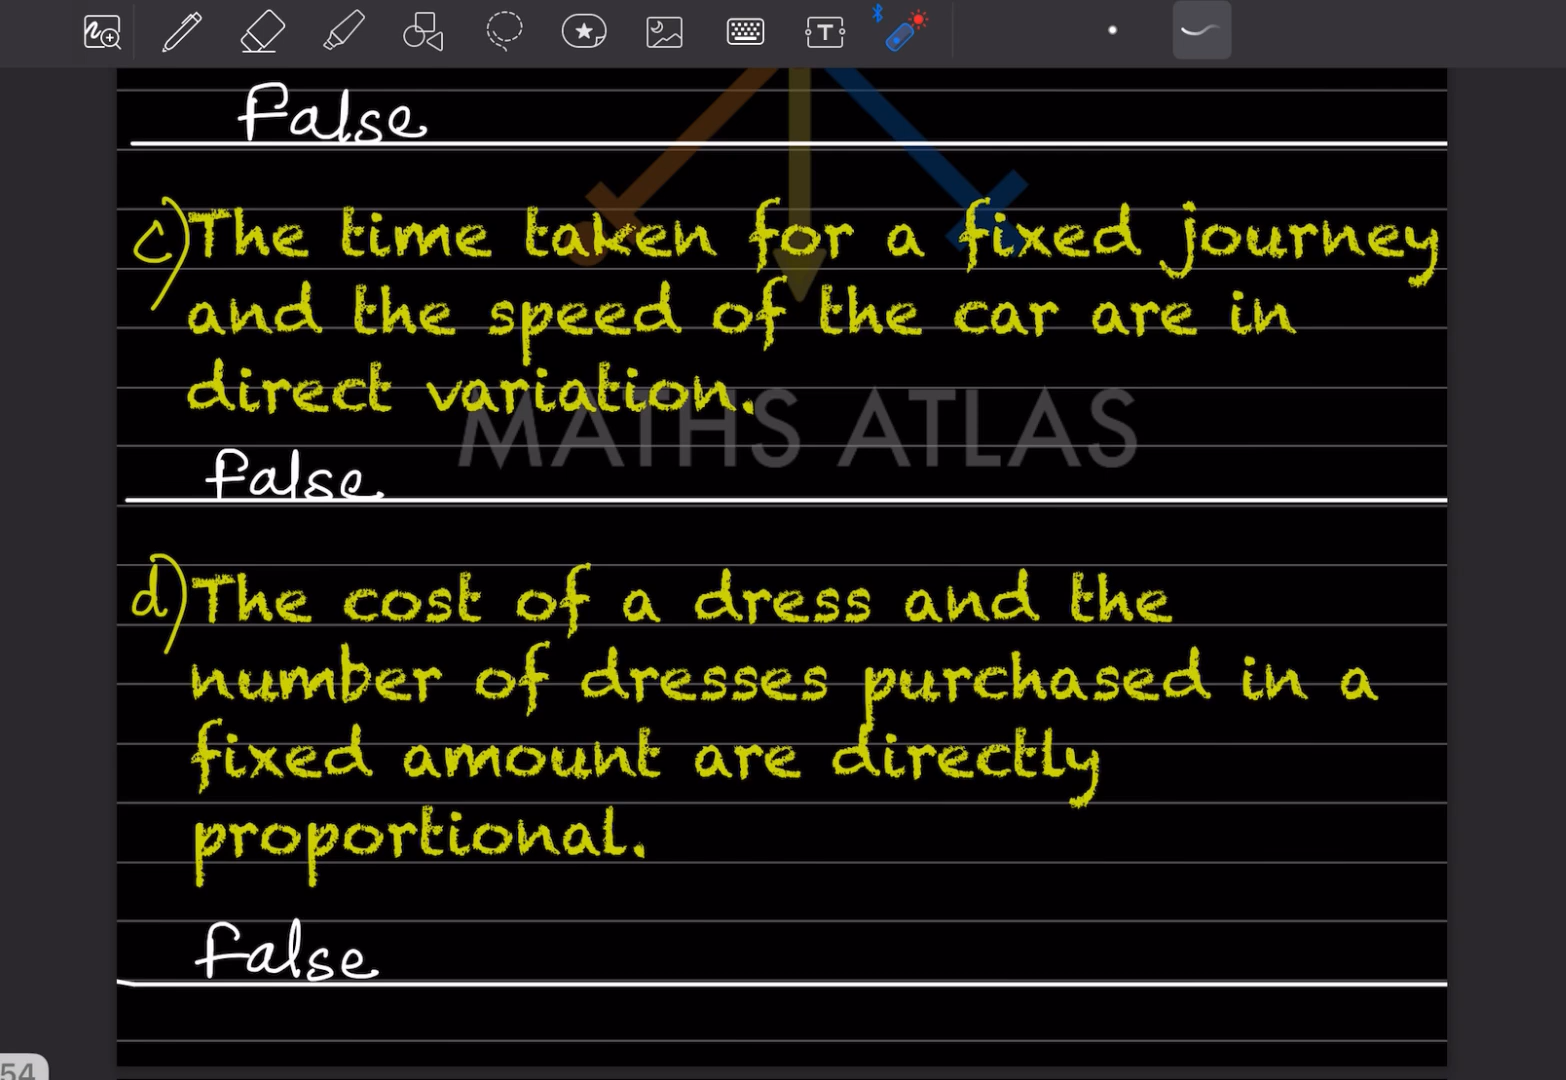 False
c) The time taken for a fixed journey
and the speed of the car are in
direct variation.
MATHS ATLAS
False
d) The cost of a dress and the
number of dresses purchased in a
fixed amount are directly
proportional.
False
54